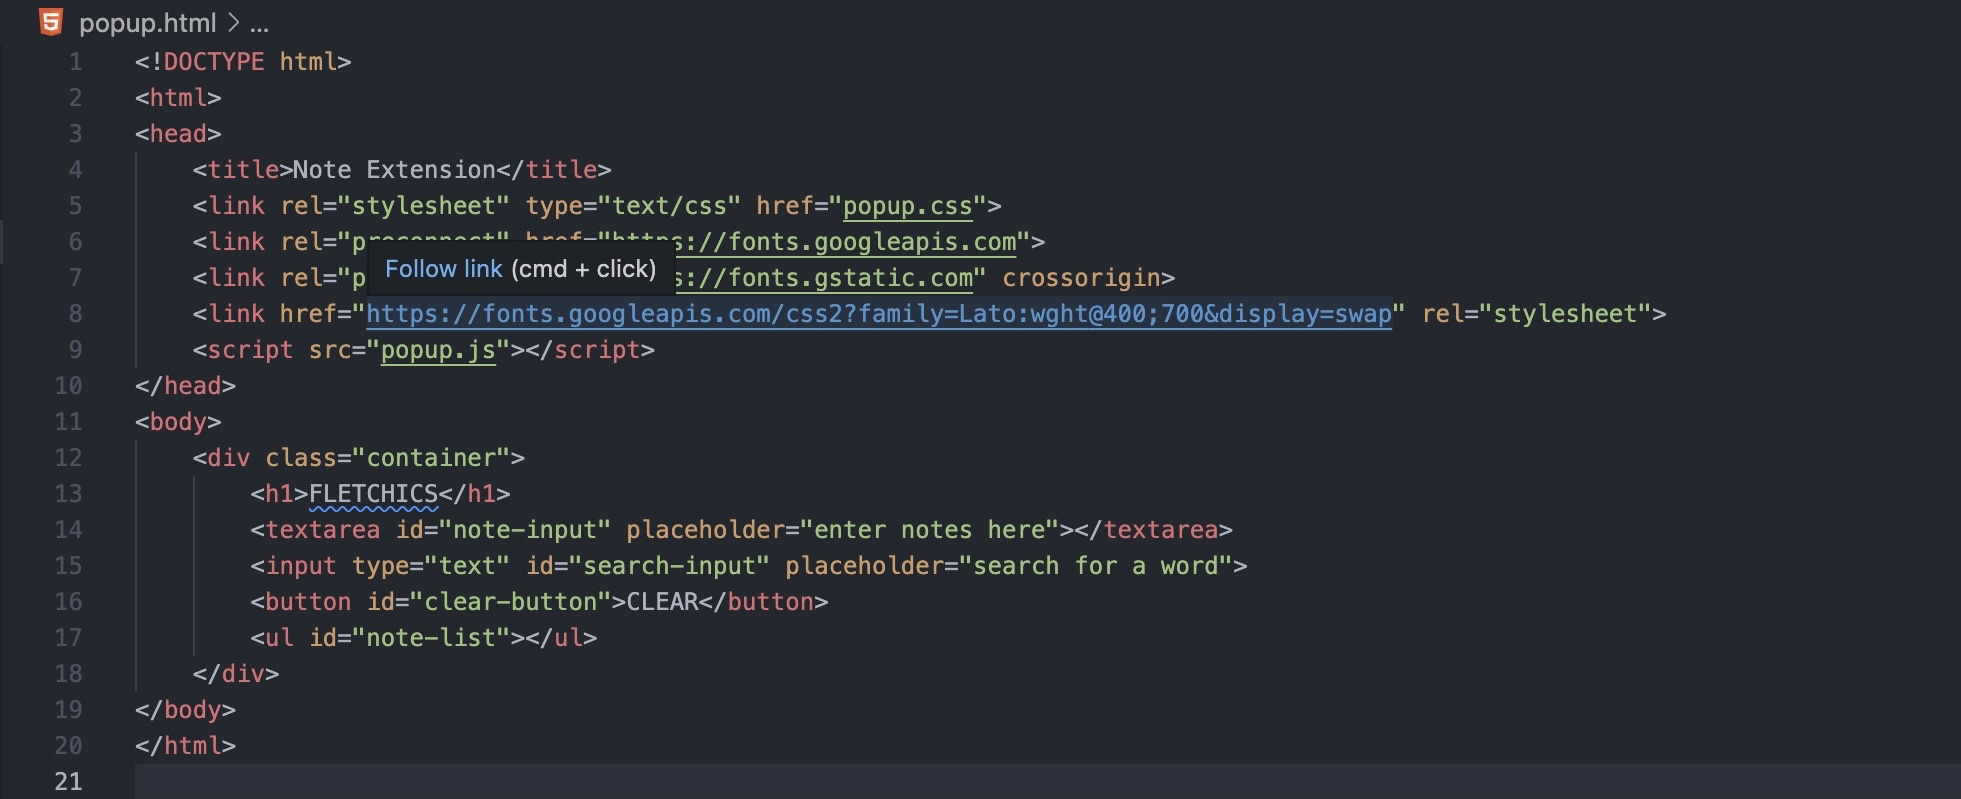 popup.html > ...
1 <!DOCTYPE html>
2 <html>
3 <head>
4 <title>Note Extension</title>
5 <link rel="stylesheet" type="text/css" href="popup.css">
6 <link rel="preconnect" href="https://fonts.googleapis.com">
Follow link (cmd + click)
7 <link rel="p s://fonts.gstatic.com" crossorigin>
8 <link href="https://fonts.googleapis.com/css2?family=Lato:wght@400;700&display=swap" rel="stylesheet">
9 <script src="popup.js"></script>
10 </head>
11 <body>
12 <div class="container">
13 <h1>FLETCHICS</h1>
14 <textarea id="note-input" placeholder="enter notes here"></textarea>
15 <input type="text" id="search-input" placeholder="search for a word">
16 <button id="clear-button">CLEAR</button>
17 <ul id="note-list"></ul>
18 </div>
19 </body>
20 </html>
21